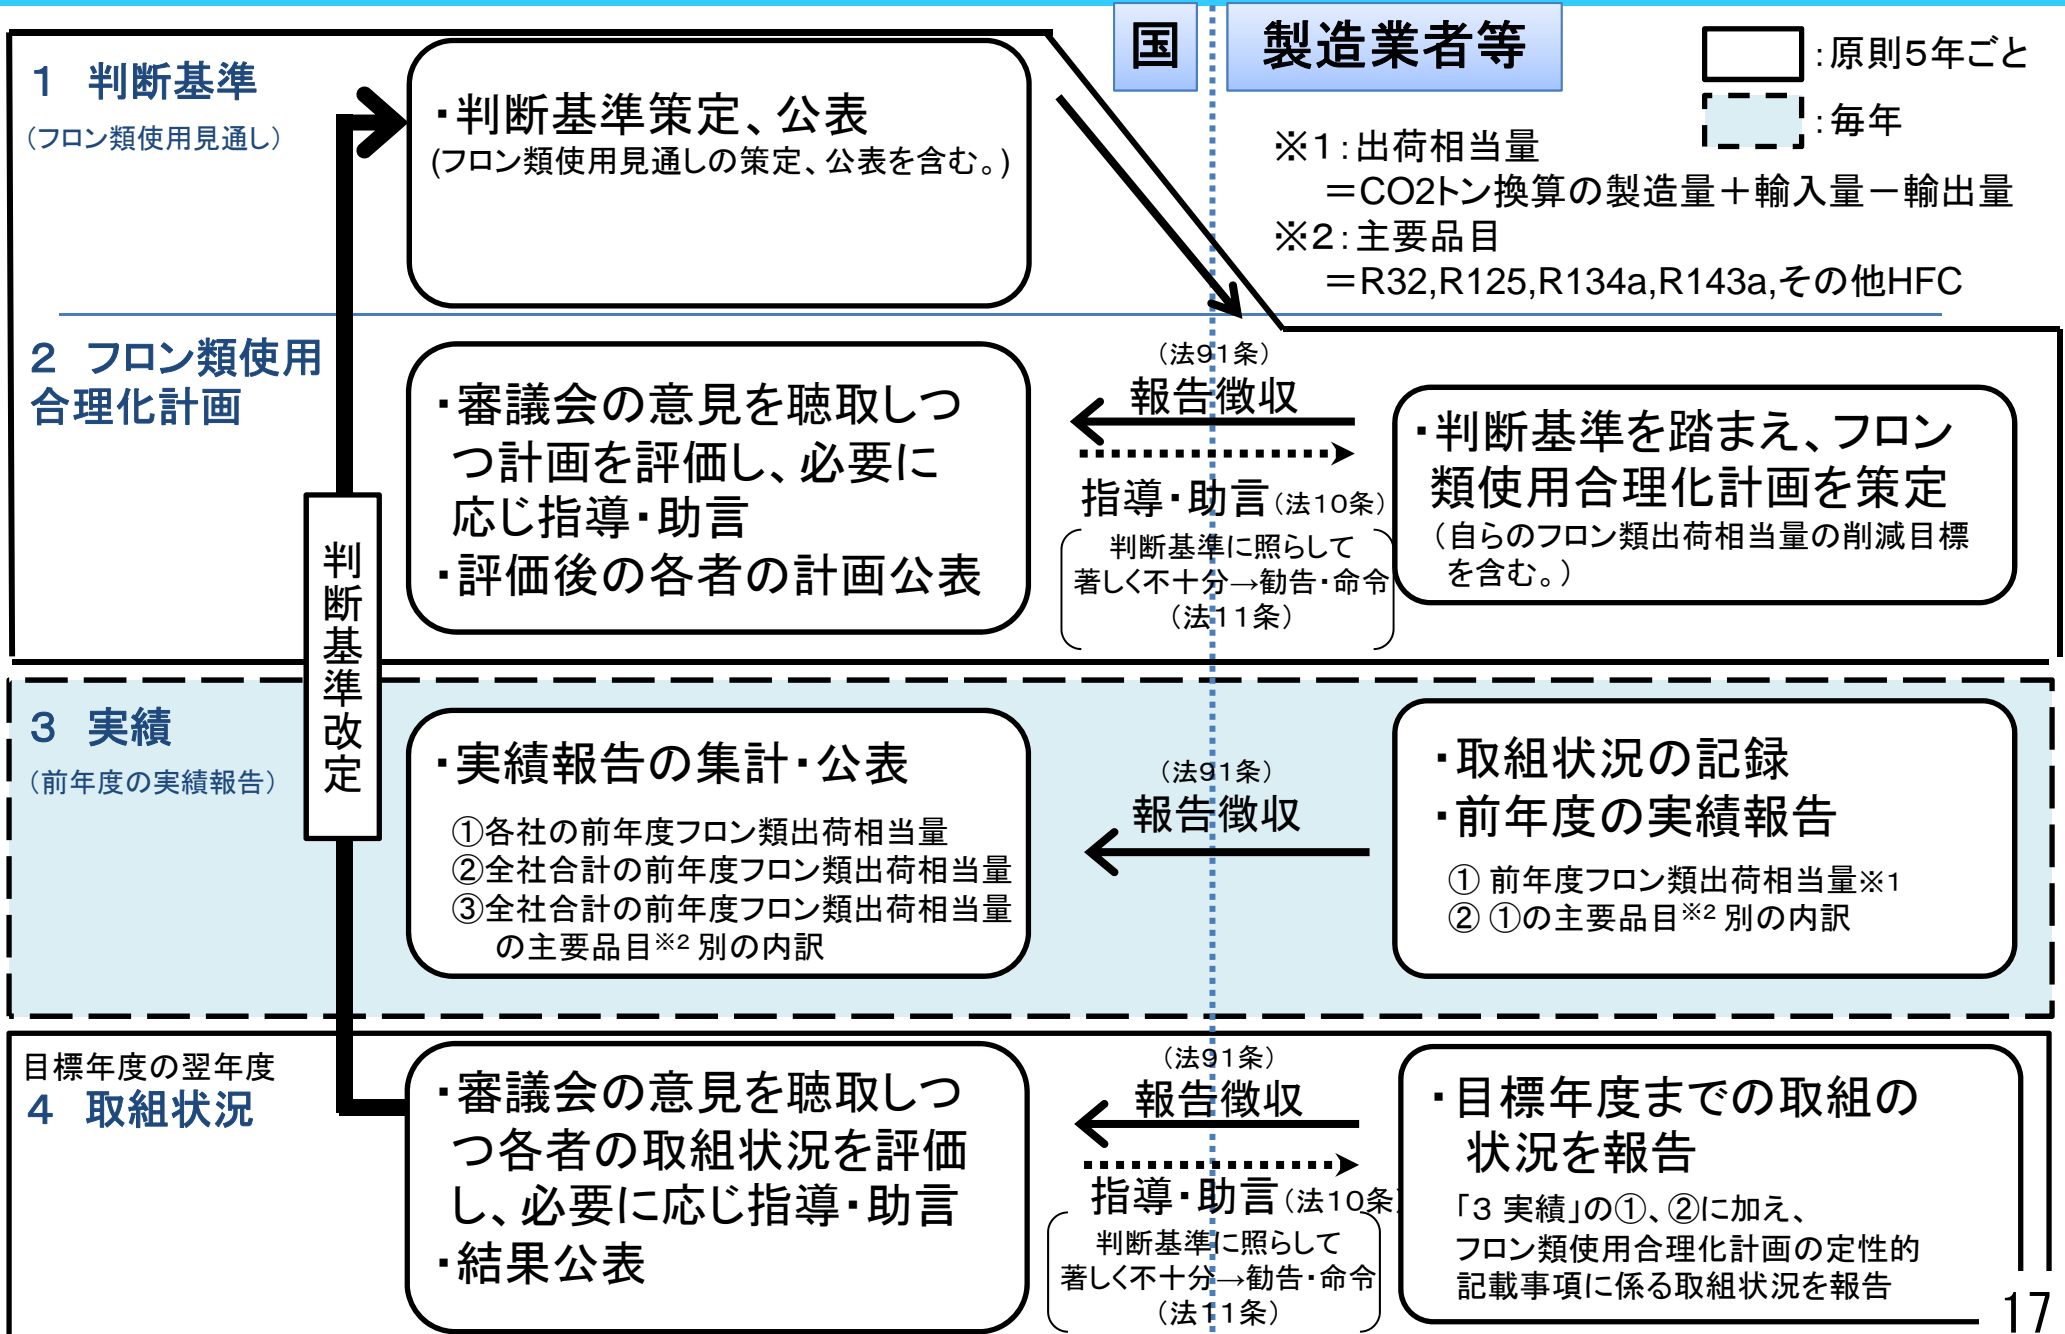 国
製造業者等
:原則5年ごと
:毎年
※1:出荷相当量
=CO2トン換算の製造量+輸入量-輸出量
※2:主要品目
=R32,R125,R134a,R143a,その他HFC
1 判断基準
(フロン類使用見通し)
・判断基準策定、公表
(フロン類使用見通しの策定、公表を含む。)
2 フロン類使用
合理化計画
・審議会の意見を聴取しつ
つ計画を評価し、必要に
応じ指導・助言
・評価後の各者の計画公表
(法91条)
報告徴収
指導・助言(法10条)
判断基準に照らして
著しく不十分→勧告・命令
(法11条)
・判断基準を踏まえ、フロン
類使用合理化計画を策定
(自らのフロン類出荷相当量の削減目標
を含む。)
判断基準改定
3 実績
(前年度の実績報告)
・実績報告の集計・公表
①各社の前年度フロン類出荷相当量
②全社合計の前年度フロン類出荷相当量
③全社合計の前年度フロン類出荷相当量
の主要品目※2 別の内訳
(法91条)
報告徴収
・取組状況の記録
・前年度の実績報告
① 前年度フロン類出荷相当量※1
② ①の主要品目※2 別の内訳
目標年度の翌年度
4 取組状況
・審議会の意見を聴取しつ
つ各者の取組状況を評価
し、必要に応じ指導・助言
・結果公表
(法91条)
報告徴収
指導・助言(法10条)
判断基準に照らして
著しく不十分→勧告・命令
(法11条)
・目標年度までの取組の
状況を報告
「3 実績」の①、②に加え、
フロン類使用合理化計画の定性的
記載事項に係る取組状況を報告
17